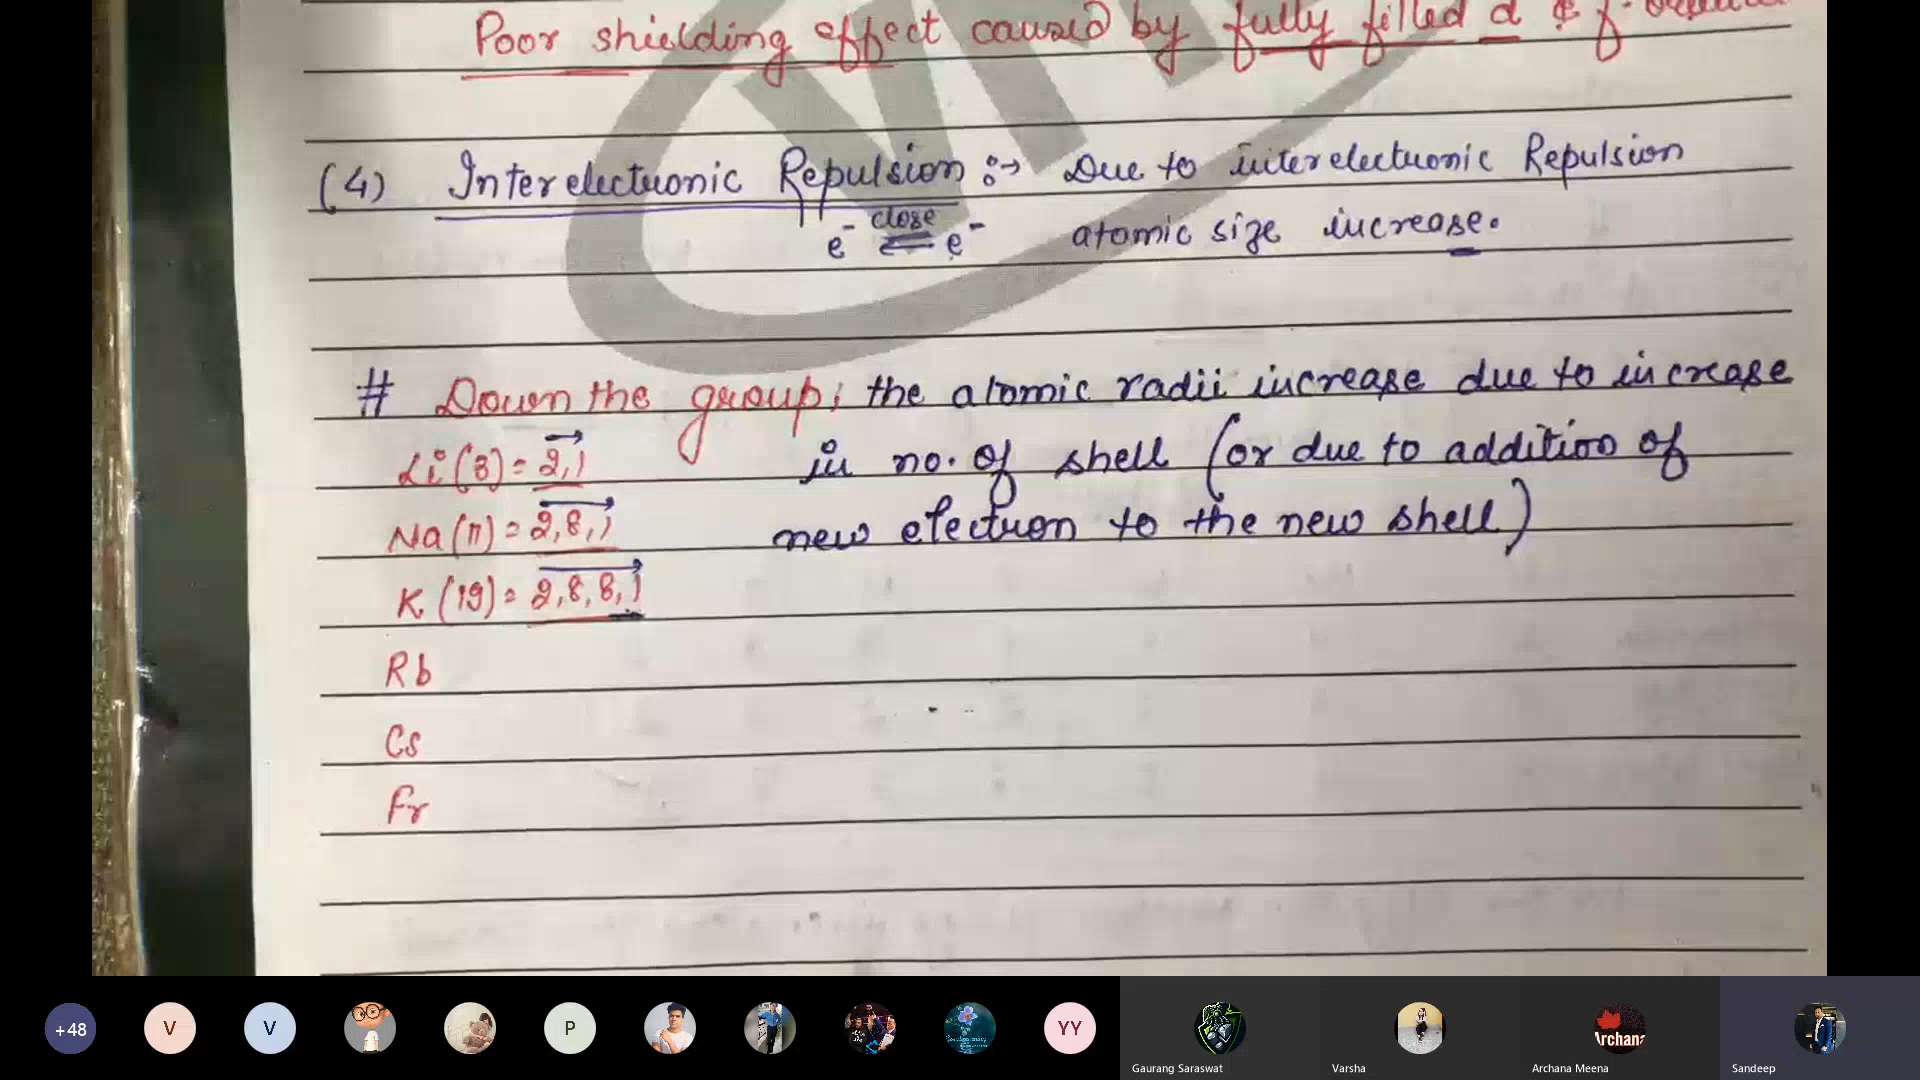 Poor shielding effect caused by fully filled d & f-
(4) Interelectronic Repulsion :→ Due to interelectronic Repulsion
e⁻ close e⁻ atomic size increase.
# Down the group, the atomic radii increase due to increase
Li(3) = 2,1 in no. of shell (or due to addition of
Na(11) = 2,8,1 new electron to the new shell)
K(19) = 2,8,8,1
Rb
Cs
Fr
+48 V V P YY Archana
Gaurang Saraswat Varsha Archana Meena Sandeep